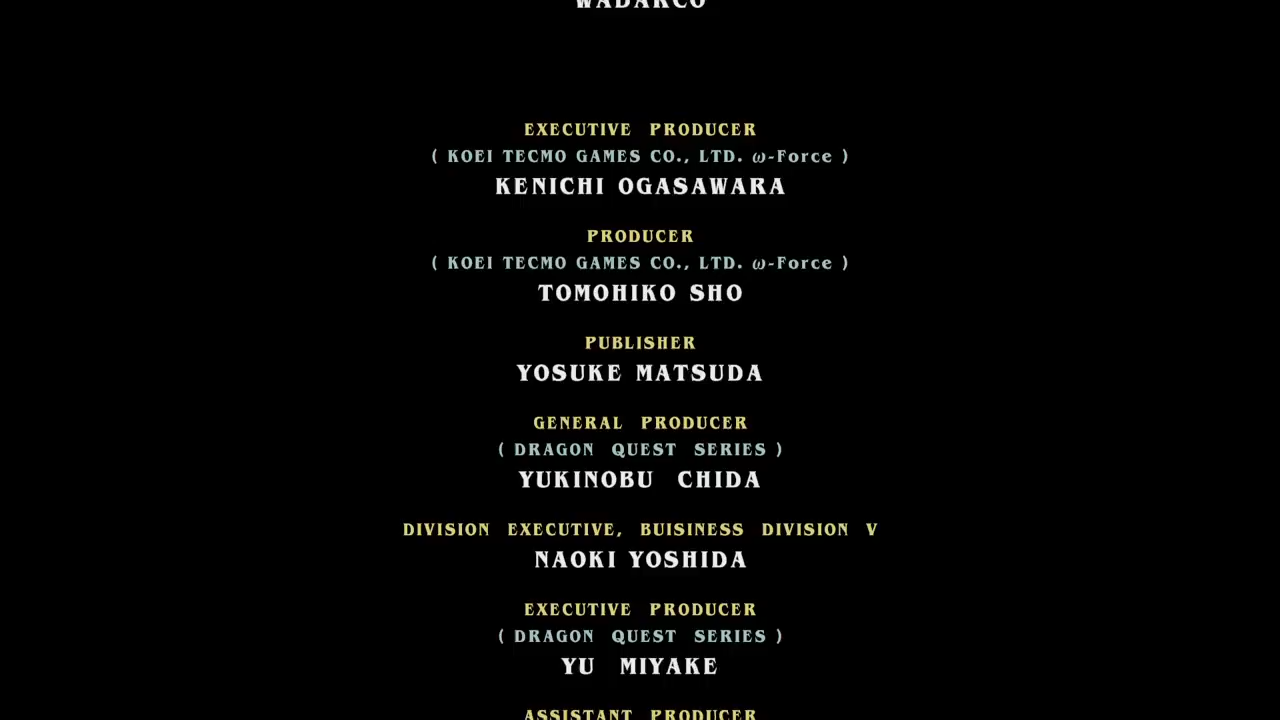 WADARCO
EXECUTIVE PRODUCER
( KOEI TECMO GAMES CO., LTD. ω-Force )
KENICHI OGASAWARA
PRODUCER
( KOEI TECMO GAMES CO., LTD. ω-Force )
TOMOHIKO SHO
PUBLISHER
YOSUKE MATSUDA
GENERAL PRODUCER
( DRAGON QUEST SERIES )
YUKINOBU CHIDA
DIVISION EXECUTIVE, BUISINESS DIVISION V
NAOKI YOSHIDA
EXECUTIVE PRODUCER
( DRAGON QUEST SERIES )
YU MIYAKE
ASSISTANT PRODUCER